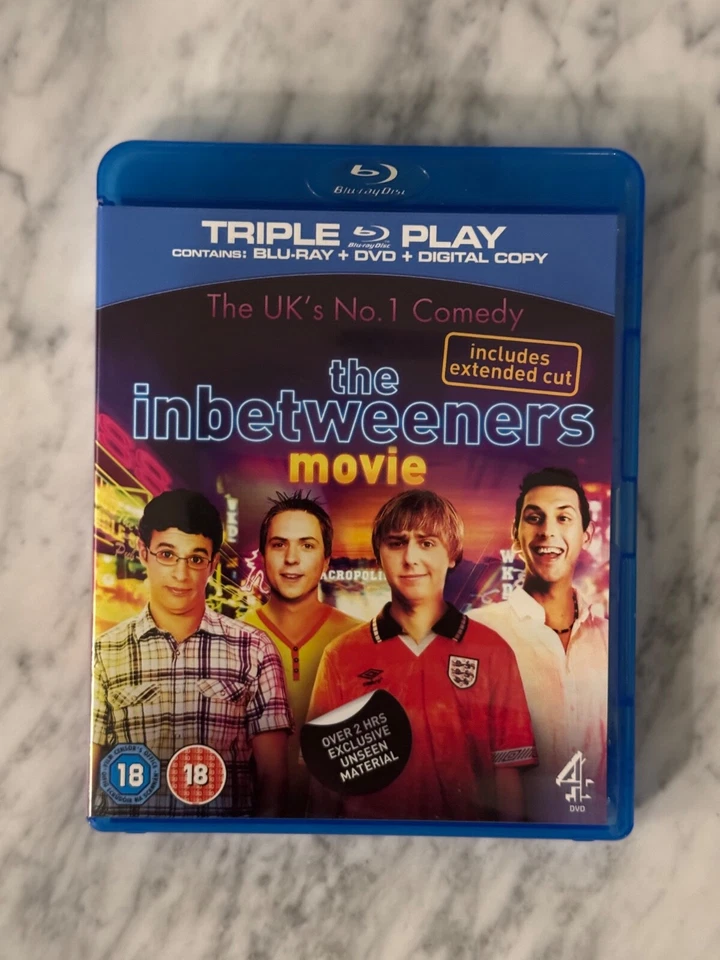 Blu-ray Disc
TRIPLE Blu-ray Disc PLAY
CONTAINS: BLU-RAY + DVD + DIGITAL COPY
The UK's No.1 Comedy
includes
extended cut
the
inbetweeners
movie
ACROPOLI
OVER 2 HRS
EXCLUSIVE
UNSEEN
MATERIAL
18
18
4
DVD